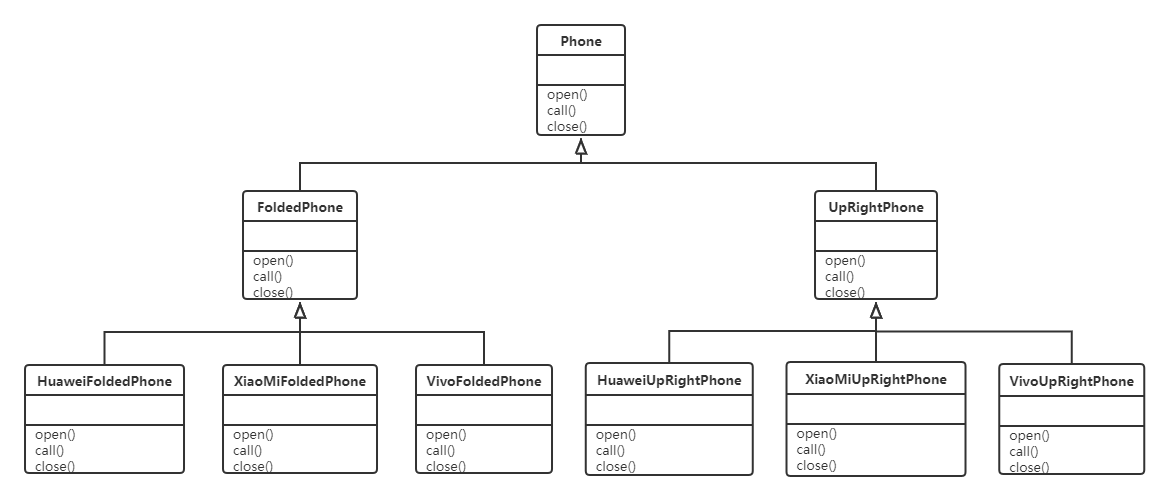 Phone
open()
call()
close()
FoldedPhone
open()
call()
close()
UpRightPhone
open()
call()
close()
HuaweiFoldedPhone
open()
call()
close()
XiaoMiFoldedPhone
open()
call()
close()
VivoFoldedPhone
open()
call()
close()
HuaweiUpRightPhone
open()
call()
close()
XiaoMiUpRightPhone
open()
call()
close()
VivoUpRightPhone
open()
call()
close()